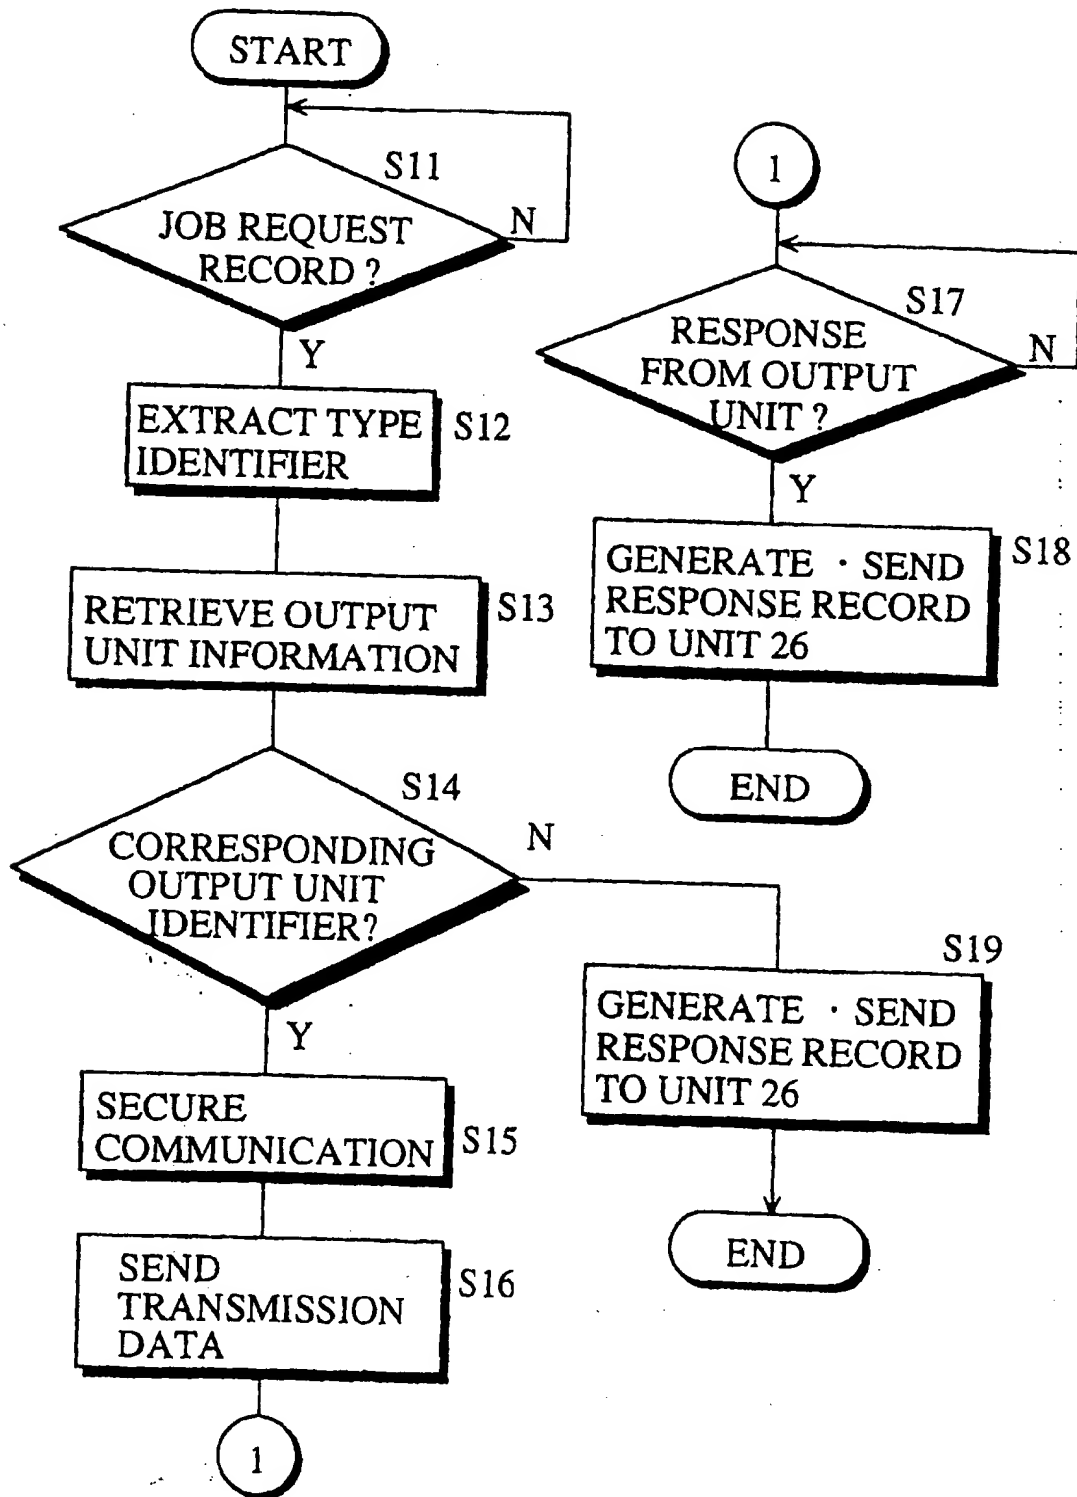 START
S11
JOB REQUEST
RECORD ?
N
Y
EXTRACT TYPE
IDENTIFIER
S12
RETRIEVE OUTPUT
UNIT INFORMATION
S13
S14
CORRESPONDING
OUTPUT UNIT
IDENTIFIER?
N
Y
SECURE
COMMUNICATION
S15
SEND
TRANSMISSION
DATA
S16
1
1
S17
RESPONSE
FROM OUTPUT
UNIT ?
N
Y
GENERATE · SEND
RESPONSE RECORD
TO UNIT 26
S18
END
S19
GENERATE · SEND
RESPONSE RECORD
TO UNIT 26
END